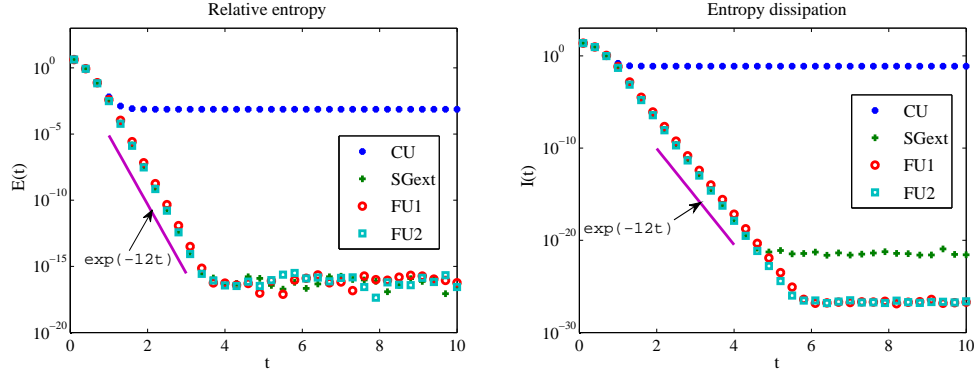 Relative entropy
10^0
10^-5
10^-10
10^-15
10^-20
E(t)
0
2
4
6
8
10
t
CU
SGext
FU1
FU2
exp(-12t)
Entropy dissipation
10^0
10^-10
10^-20
10^-30
I(t)
0
2
4
6
8
10
t
CU
SGext
FU1
FU2
exp(-12t)